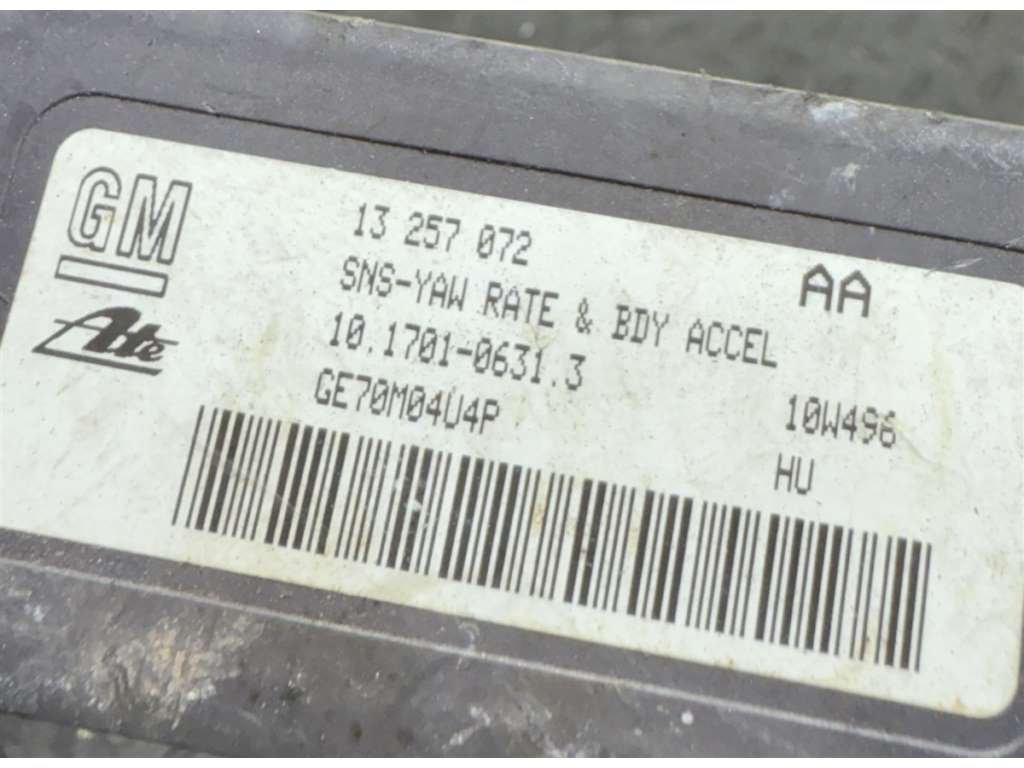 GM
Ate
13 257 072
AA
SNS-YAW RATE & BDY ACCEL
10.1701-0631.3
GE70M04U4P
10W496
HU